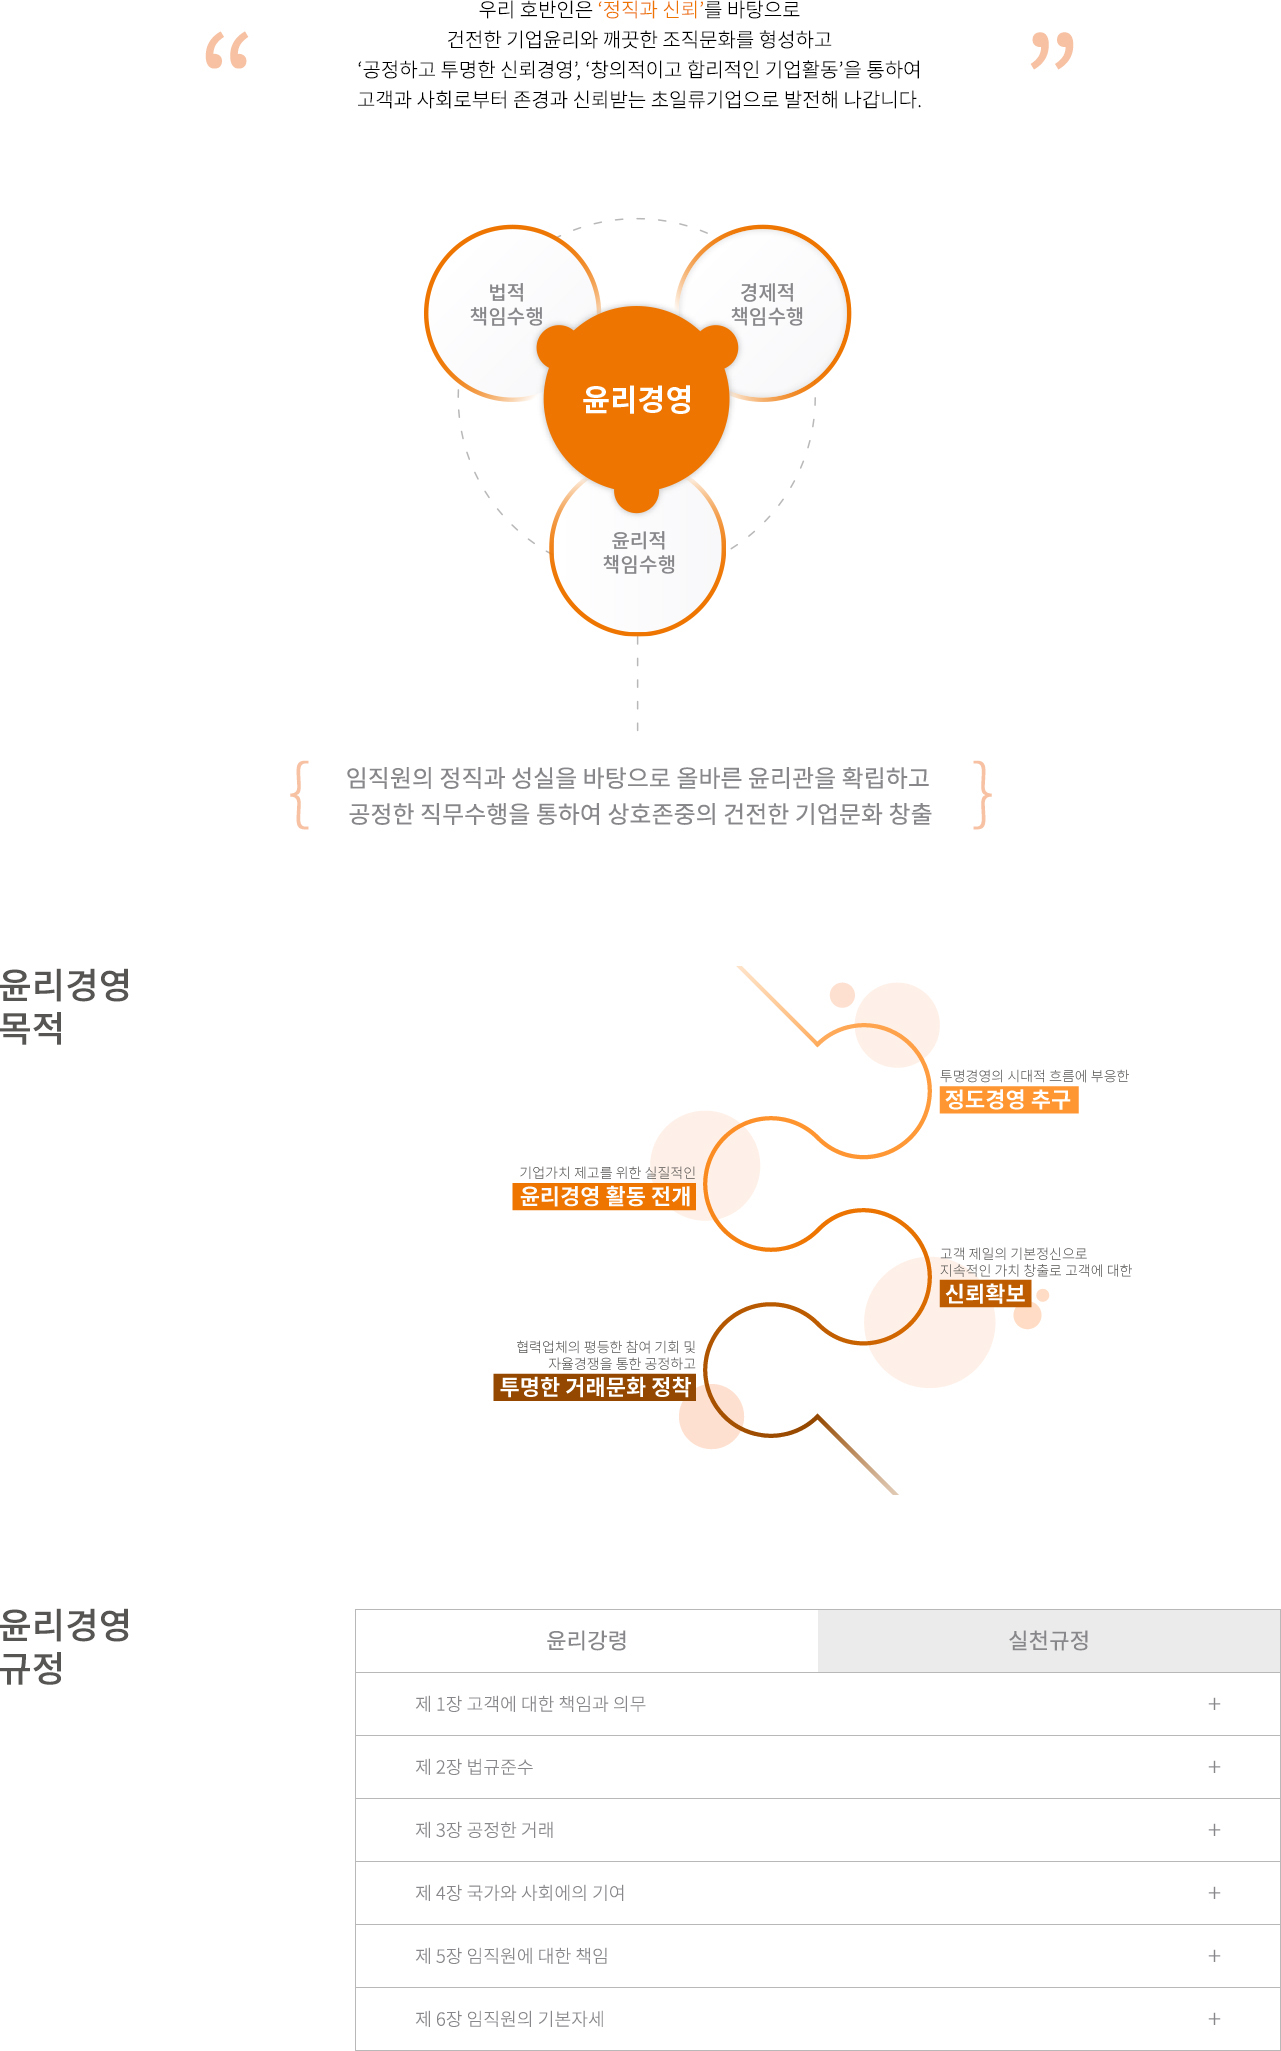 “ 우리 호반인은 ‘정직과 신뢰’를 바탕으로
건전한 기업윤리와 깨끗한 조직문화를 형성하고
‘공정하고 투명한 신뢰경영’, ‘창의적이고 합리적인 기업활동’을 통하여
고객과 사회로부터 존경과 신뢰받는 초일류기업으로 발전해 나갑니다. ”
법적
책임수행
경제적
책임수행
윤리경영
윤리적
책임수행
{ 임직원의 정직과 성실을 바탕으로 올바른 윤리관을 확립하고
공정한 직무수행을 통하여 상호존중의 건전한 기업문화 창출 }
윤리경영
목적
투명경영의 시대적 흐름에 부응한
정도경영 추구
기업가치 제고를 위한 실질적인
윤리경영 활동 전개
고객 제일의 기본정신으로
지속적인 가치 창출로 고객에 대한
신뢰확보
협력업체의 평등한 참여 기회 및
자율경쟁을 통한 공정하고
투명한 거래문화 정착
윤리경영
규정
윤리강령 실천규정
제 1장 고객에 대한 책임과 의무 +
제 2장 법규준수 +
제 3장 공정한 거래 +
제 4장 국가와 사회에의 기여 +
제 5장 임직원에 대한 책임 +
제 6장 임직원의 기본자세 +